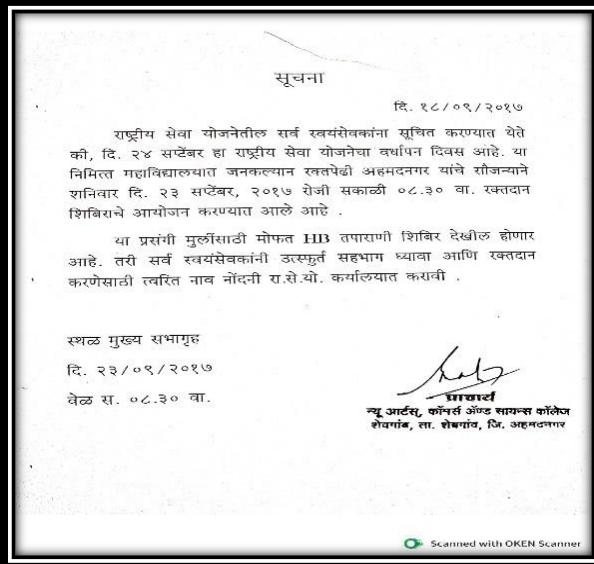 सूचना
दि. १८/०९/२०१७
राष्ट्रीय सेवा योजनेतील सर्व स्वयंसेवकांना सूचित करण्यात येते
की, दि. २४ सप्टेंबर हा राष्ट्रीय सेवा योजनेचा वर्धापन दिवस आहे. या
निमित्त महाविद्यालयात जनकल्यान रक्तपेढी अहमदनगर यांचे सौजन्याने
शनिवार दि. २३ सप्टेंबर, २०१७ रोजी सकाळी ०८.३० वा. रक्तदान
शिबिराचे आयोजन करण्यात आले आहे .
या प्रसंगी मुलींसाठी मोफत HB तपाराणी शिबिर देखील होणार
आहे. तरी सर्व स्वयंसेवकांनी उत्स्फुर्त सहभाग घ्यावा आणि रक्तदान
करणेसाठी त्वरित नाव नोंदनी रा.से.यो. कर्यालयात करावी .
स्थळ मुख्य सभागृह
दि. २३/०९/२०१७
वेळ स. ०८.३० वा.
प्राचार्य
न्यू आर्टस्, कॉमर्स ॲण्ड सायन्स कॉलेज
शेवगांव, ता. शेवगांव, जि. अहमदनगर
Scanned with OKEN Scanner